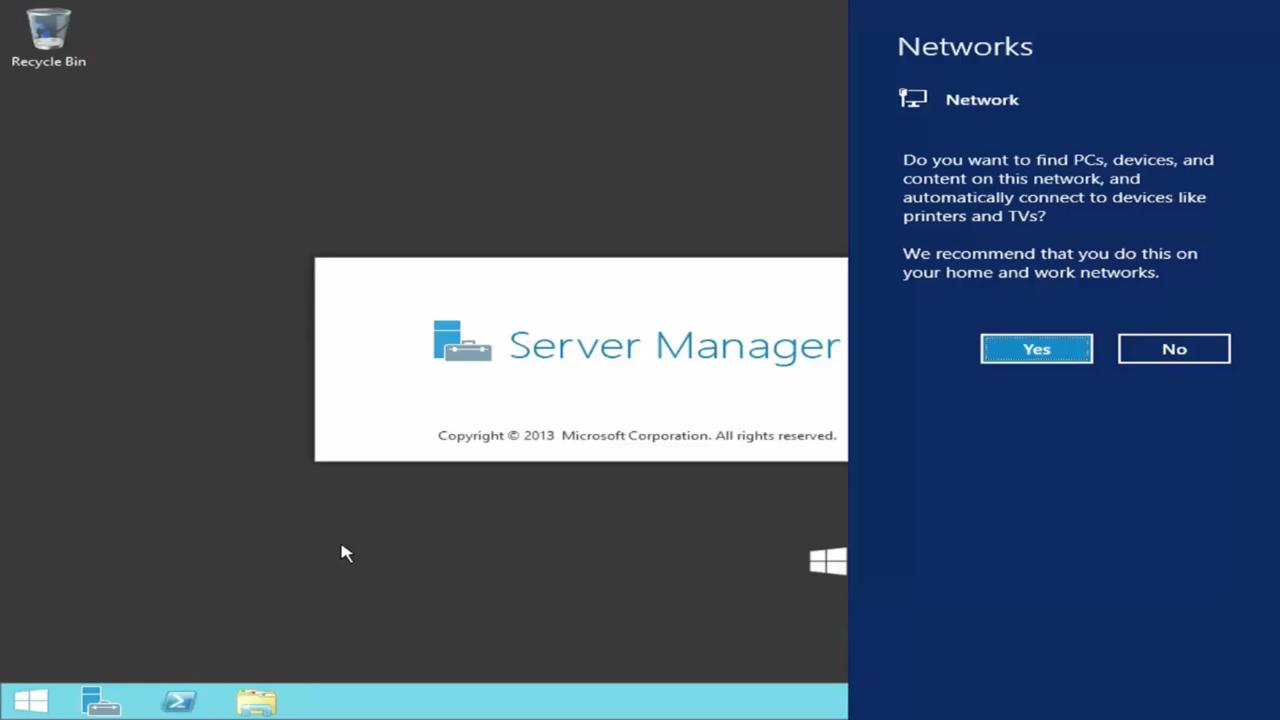 Recycle Bin
Server Manager
Copyright © 2013 Microsoft Corporation. All rights reserved.
Networks
Network
Do you want to find PCs, devices, and
content on this network, and
automatically connect to devices like
printers and TVs?
We recommend that you do this on
your home and work networks.
Yes
No